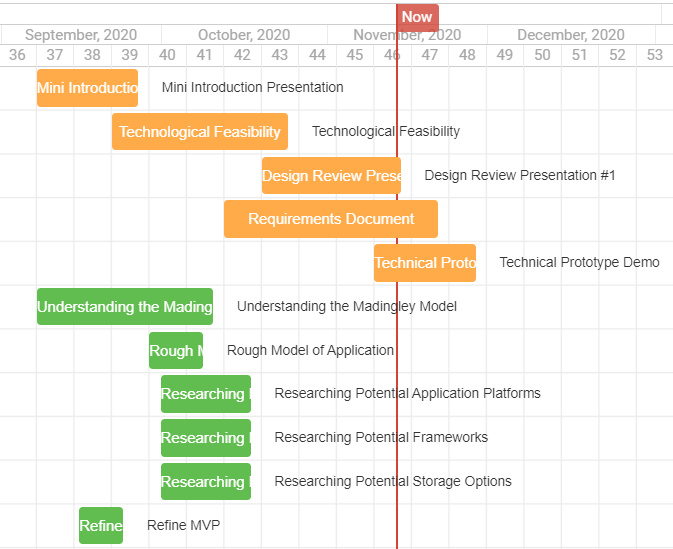 Now
September, 2020 October, 2020 November, 2020 December, 2020
36 37 38 39 40 41 42 43 44 45 46 47 48 49 50 51 52 53
Mini Introductio Mini Introduction Presentation
Technological Feasibility Technological Feasibility
Design Review Prese Design Review Presentation #1
Requirements Document
Technical Proto Technical Prototype Demo
Understanding the Mading Understanding the Madingley Model
Rough M Rough Model of Application
Researching Researching Potential Application Platforms
Researching Researching Potential Frameworks
Researching Researching Potential Storage Options
Refine Refine MVP